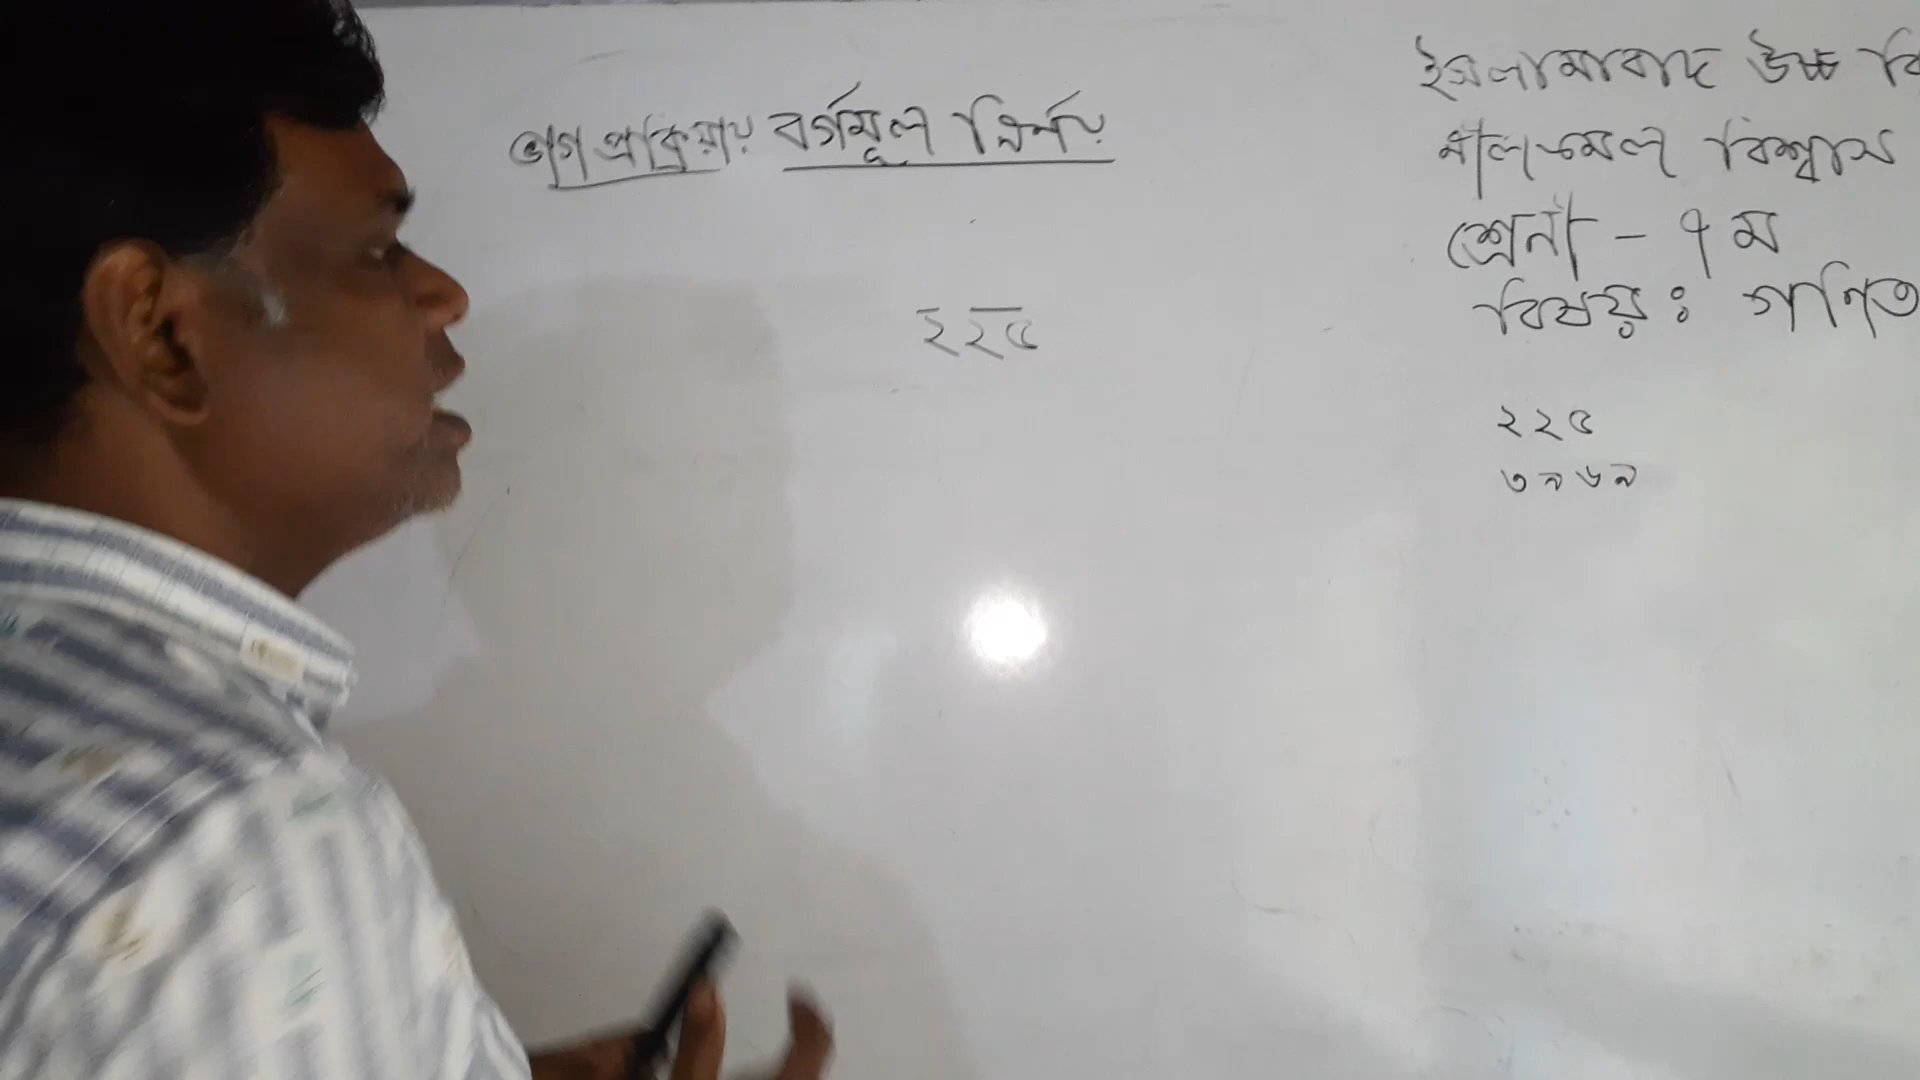 ভাগ প্রক্রিয়ায় বর্গমূল নির্ণয়
২২৫
ইসলামাবাদ উচ্চ বি
বিশ্বাস
শ্রেনী - ৭ম
বিষয়ঃ গণিত
২২৫
৩৯৬৯